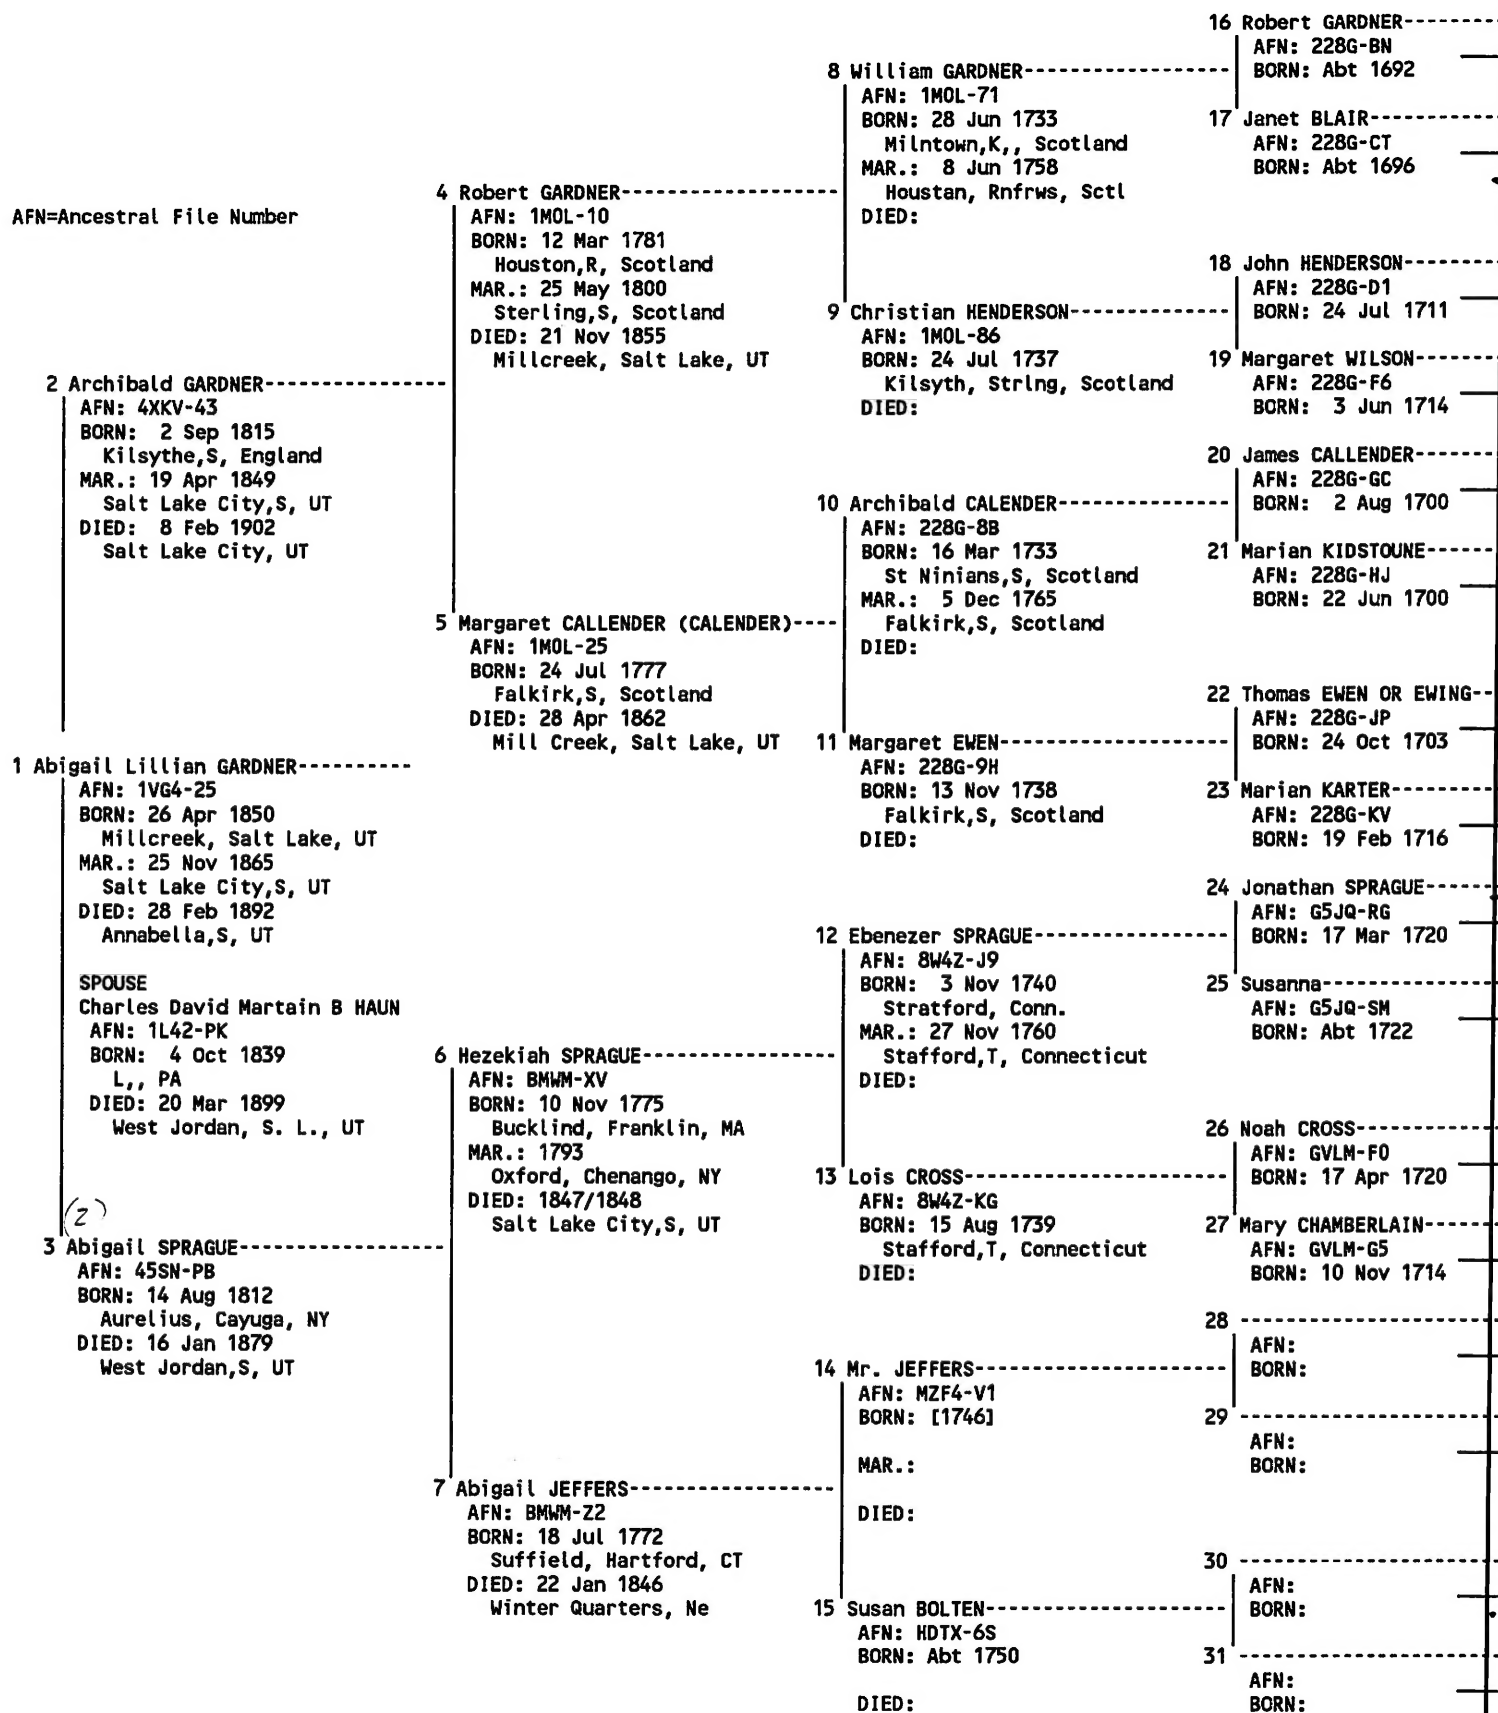 AFN=Ancestral File Number
1 Abigail Lillian GARDNER----------
AFN: 1VG4-25
BORN: 26 Apr 1850
Millcreek, Salt Lake, UT
MAR.: 25 Nov 1865
Salt Lake City,S, UT
DIED: 28 Feb 1892
Annabella,S, UT
SPOUSE
Charles David Martain B HAUN
AFN: 1L42-PK
BORN:  4 Oct 1839
L,, PA
DIED: 20 Mar 1899
West Jordan, S. L., UT
2 Archibald GARDNER---------------
AFN: 4XKV-43
BORN:  2 Sep 1815
Kilsythe,S, England
MAR.: 19 Apr 1849
Salt Lake City,S, UT
DIED:  8 Feb 1902
Salt Lake City, UT
(2)
3 Abigail SPRAGUE-----------------
AFN: 45SN-PB
BORN: 14 Aug 1812
Aurelius, Cayuga, NY
DIED: 16 Jan 1879
West Jordan,S, UT
4 Robert GARDNER------------------
AFN: 1MOL-10
BORN: 12 Mar 1781
Houston,R, Scotland
MAR.: 25 May 1800
Sterling,S, Scotland
DIED: 21 Nov 1855
Millcreek, Salt Lake, UT
5 Margaret CALLENDER (CALENDER)----
AFN: 1MOL-25
BORN: 24 Jul 1777
Falkirk,S, Scotland
DIED: 28 Apr 1862
Mill Creek, Salt Lake, UT
6 Hezekiah SPRAGUE----------------
AFN: BMWM-XV
BORN: 10 Nov 1775
Bucklind, Franklin, MA
MAR.: 1793
Oxford, Chenango, NY
DIED: 1847/1848
Salt Lake City,S, UT
7 Abigail JEFFERS-----------------
AFN: BMWM-Z2
BORN: 18 Jul 1772
Suffield, Hartford, CT
DIED: 22 Jan 1846
Winter Quarters, Ne
8 William GARDNER-----------------
AFN: 1MOL-71
BORN: 28 Jun 1733
Milntown,K,, Scotland
MAR.:  8 Jun 1758
Houstan, Rnfrws, Sctl
DIED:
9 Christian HENDERSON-------------
AFN: 1MOL-86
BORN: 24 Jul 1737
Kilsyth, Strlng, Scotland
DIED:
10 Archibald CALENDER--------------
AFN: 228G-8B
BORN: 16 Mar 1733
St Ninians,S, Scotland
MAR.:  5 Dec 1765
Falkirk,S, Scotland
DIED:
11 Margaret EWEN-------------------
AFN: 228G-9H
BORN: 13 Nov 1738
Falkirk,S, Scotland
DIED:
12 Ebenezer SPRAGUE----------------
AFN: 8W4Z-J9
BORN:  3 Nov 1740
Stratford, Conn.
MAR.: 27 Nov 1760
Stafford,T, Connecticut
DIED:
13 Lois CROSS----------------------
AFN: 8W4Z-KG
BORN: 15 Aug 1739
Stafford,T, Connecticut
DIED:
14 Mr. JEFFERS---------------------
AFN: MZF4-V1
BORN: [1746]
MAR.:
DIED:
15 Susan BOLTEN--------------------
AFN: HDTX-6S
BORN: Abt 1750
DIED:
16 Robert GARDNER--------
AFN: 228G-BN
BORN: Abt 1692
17 Janet BLAIR-----------
AFN: 228G-CT
BORN: Abt 1696
18 John HENDERSON--------
AFN: 228G-D1
BORN: 24 Jul 1711
19 Margaret WILSON-------
AFN: 228G-F6
BORN:  3 Jun 1714
20 James CALLENDER-------
AFN: 228G-GC
BORN:  2 Aug 1700
21 Marian KIDSTOUNE------
AFN: 228G-HJ
BORN: 22 Jun 1700
22 Thomas EWEN OR EWING--
AFN: 228G-JP
BORN: 24 Oct 1703
23 Marian KARTER---------
AFN: 228G-KV
BORN: 19 Feb 1716
24 Jonathan SPRAGUE------
AFN: G5JQ-RG
BORN: 17 Mar 1720
25 Susanna---------------
AFN: G5JQ-SM
BORN: Abt 1722
26 Noah CROSS------------
AFN: GVLM-F0
BORN: 17 Apr 1720
27 Mary CHAMBERLAIN------
AFN: GVLM-G5
BORN: 10 Nov 1714
28 ----------------------
AFN:
BORN:
29 ----------------------
AFN:
BORN:
30 ----------------------
AFN:
BORN:
31 ----------------------
AFN:
BORN: